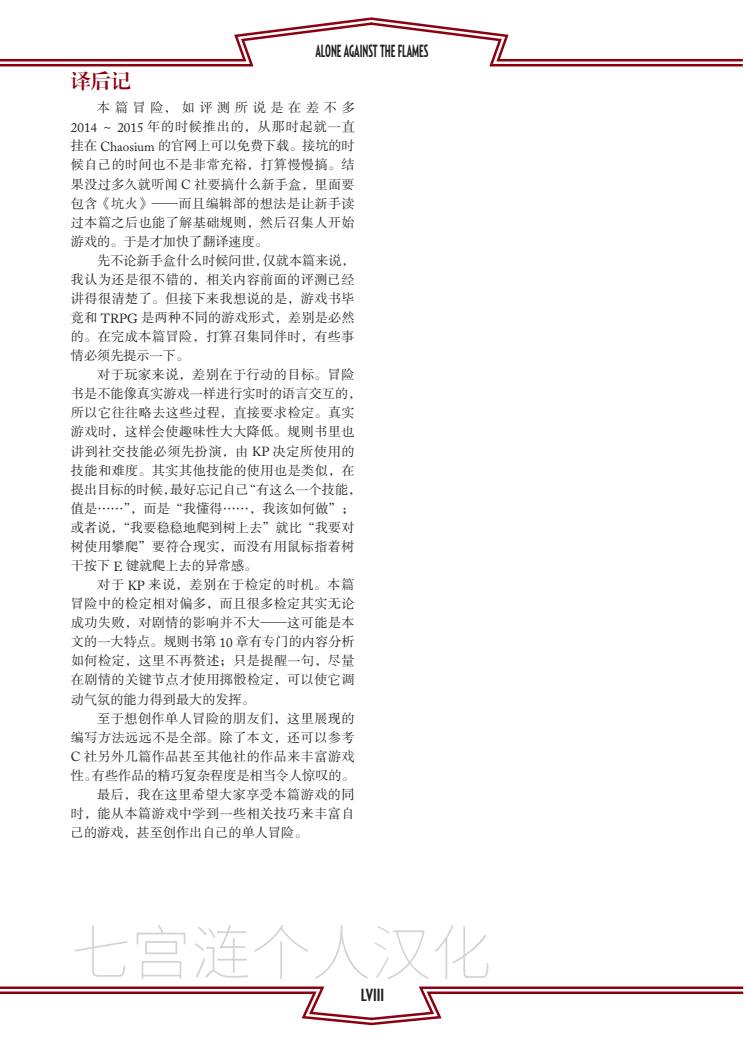 ALONE AGAINST THE FLAMES
译后记
本篇冒险，如评测所说是在差不多
2014 ~ 2015 年的时候推出的，从那时起就一直
挂在 Chaosium 的官网上可以免费下载。接坑的时
候自己的时间也不是非常充裕，打算慢慢搞。结
果没过多久就听闻 C 社要搞什么新手盒，里面要
包含《坑火》——而且编辑部的想法是让新手读
过本篇之后也能了解基础规则，然后召集人开始
游戏的。于是才加快了翻译速度。
先不论新手盒什么时候问世，仅就本篇来说，
我认为还是很不错的，相关内容前面的评测已经
讲得很清楚了。但接下来我想说的是，游戏书毕
竟和 TRPG 是两种不同的游戏形式，差别是必然
的。在完成本篇冒险，打算召集同伴时，有些事
情必须先提示一下。
对于玩家来说，差别在于行动的目标。冒险
书是不能像真实游戏一样进行实时的语言交互的，
所以它往往略去这些过程，直接要求检定。真实
游戏时，这样会使趣味性大大降低。规则书里也
讲到社交技能必须先扮演，由 KP 决定所使用的
技能和难度。其实其他技能的使用也是类似，在
提出目标的时候，最好忘记自己“有这么一个技能，
值是……”，而是“我懂得……，我该如何做”；
或者说，“我要稳稳地爬到树上去”就比“我要对
树使用攀爬”要符合现实，而没有用鼠标指着树
干按下 E 键就爬上去的异常感。
对于 KP 来说，差别在于检定的时机。本篇
冒险中的检定相对偏多，而且很多检定其实无论
成功失败，对剧情的影响并不大——这可能是本
文的一大特点。规则书第 10 章有专门的内容分析
如何检定，这里不再赘述；只是提醒一句，尽量
在剧情的关键节点才使用掷骰检定，可以使它调
动气氛的能力得到最大的发挥。
至于想创作单人冒险的朋友们，这里展现的
编写方法远远不是全部。除了本文，还可以参考
C 社另外几篇作品甚至其他社的作品来丰富游戏
性。有些作品的精巧复杂程度是相当令人惊叹的。
最后，我在这里希望大家享受本篇游戏的同
时，能从本篇游戏中学到一些相关技巧来丰富自
己的游戏，甚至创作出自己的单人冒险。
七宫涟个人汉化
LVIII